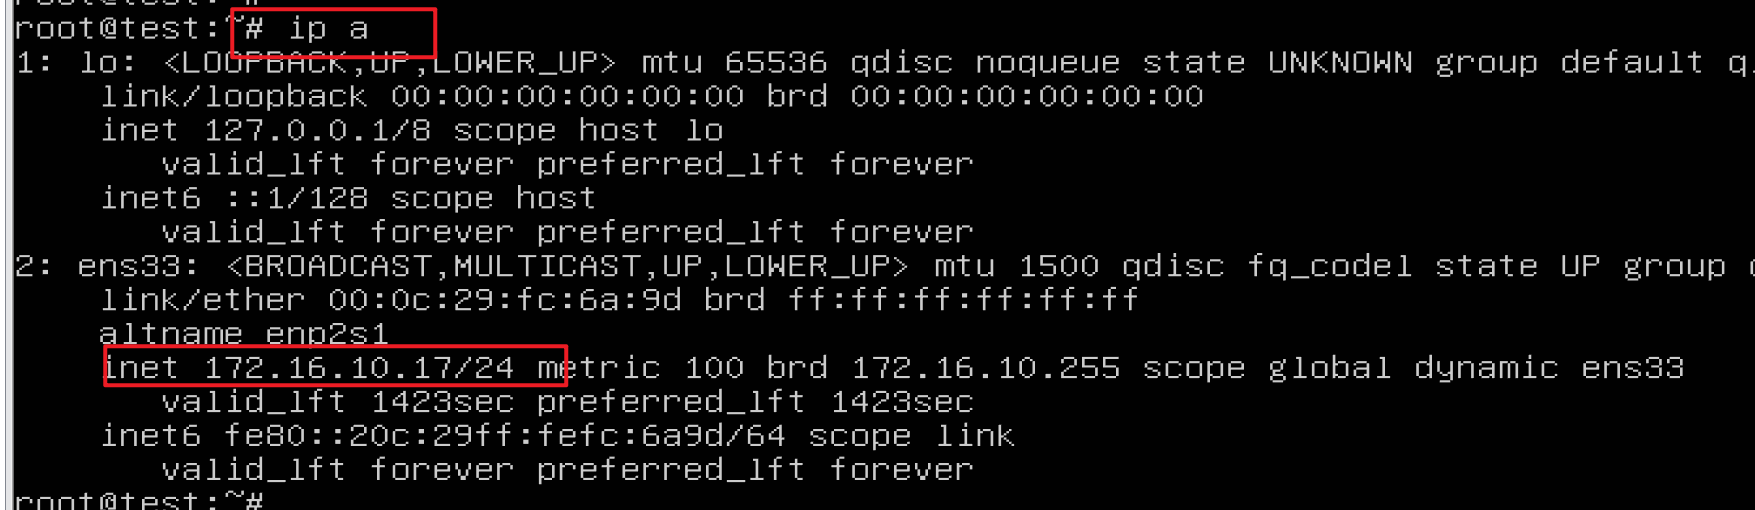 root@test:~# ip a
1: lo: <LOOPBACK,UP,LOWER_UP> mtu 65536 qdisc noqueue state UNKNOWN group default
link/loopback 00:00:00:00:00:00 brd 00:00:00:00:00:00
inet 127.0.0.1/8 scope host lo
valid_lft forever preferred_lft forever
inet6 ::1/128 scope host
valid_lft forever preferred_lft forever
2: ens33: <BROADCAST,MULTICAST,UP,LOWER_UP> mtu 1500 qdisc fq_codel state UP group
link/ether 00:0c:29:fc:6a:9d brd ff:ff:ff:ff:ff:ff
altname enp2s1
inet 172.16.10.17/24 metric 100 brd 172.16.10.255 scope global dynamic ens33
valid_lft 1423sec preferred_lft 1423sec
inet6 fe80::20c:29ff:fefc:6a9d/64 scope link
valid_lft forever preferred_lft forever
root@test:~#